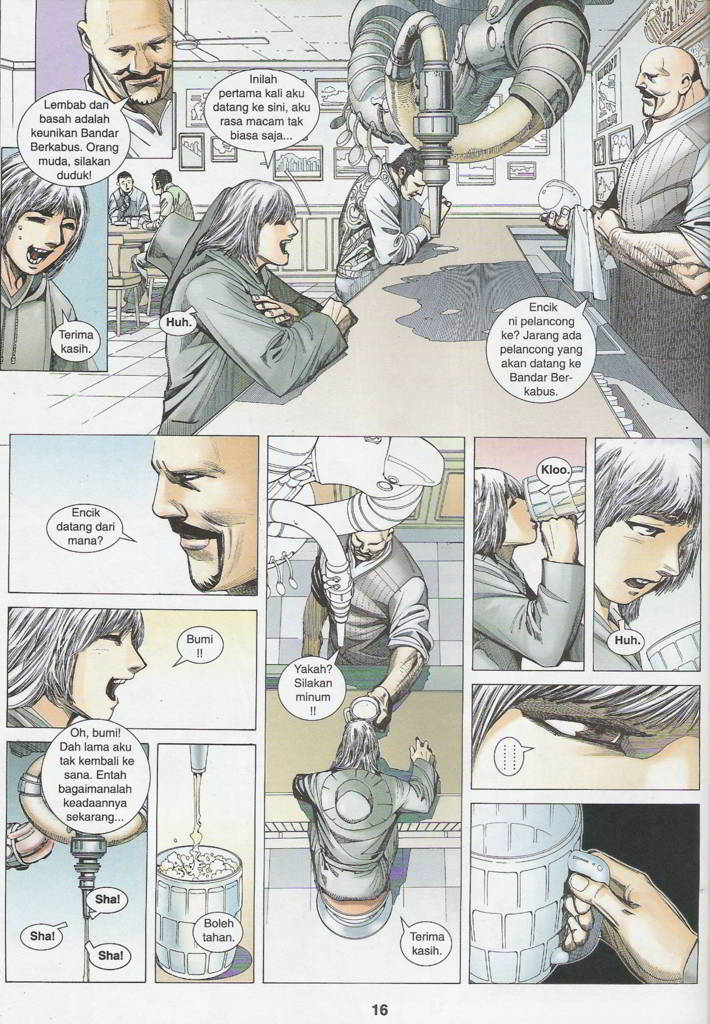 Lembab dan
basah adalah
keunikan Bandar
Berkabus. Orang
muda, silakan
duduk!
Inilah
pertama kali aku
datang ke sini, aku
rasa macam tak
biasa saja...
Terima
kasih.
Huh.
Encik
ni pelancong
ke? Jarang ada
pelancong yang
akan datang ke
Bandar Ber-
kabus.
Encik
datang dari
mana?
Bumi
!!
Oh, bumi!
Dah lama aku
tak kembali ke
sana. Entah
bagaimanalah
keadaannya
sekarang...
Sha!
Sha!
Sha!
Boleh
tahan.
Yakah?
Silakan
minum
!!
Terima
kasih.
Kloo.
Huh.
......
16